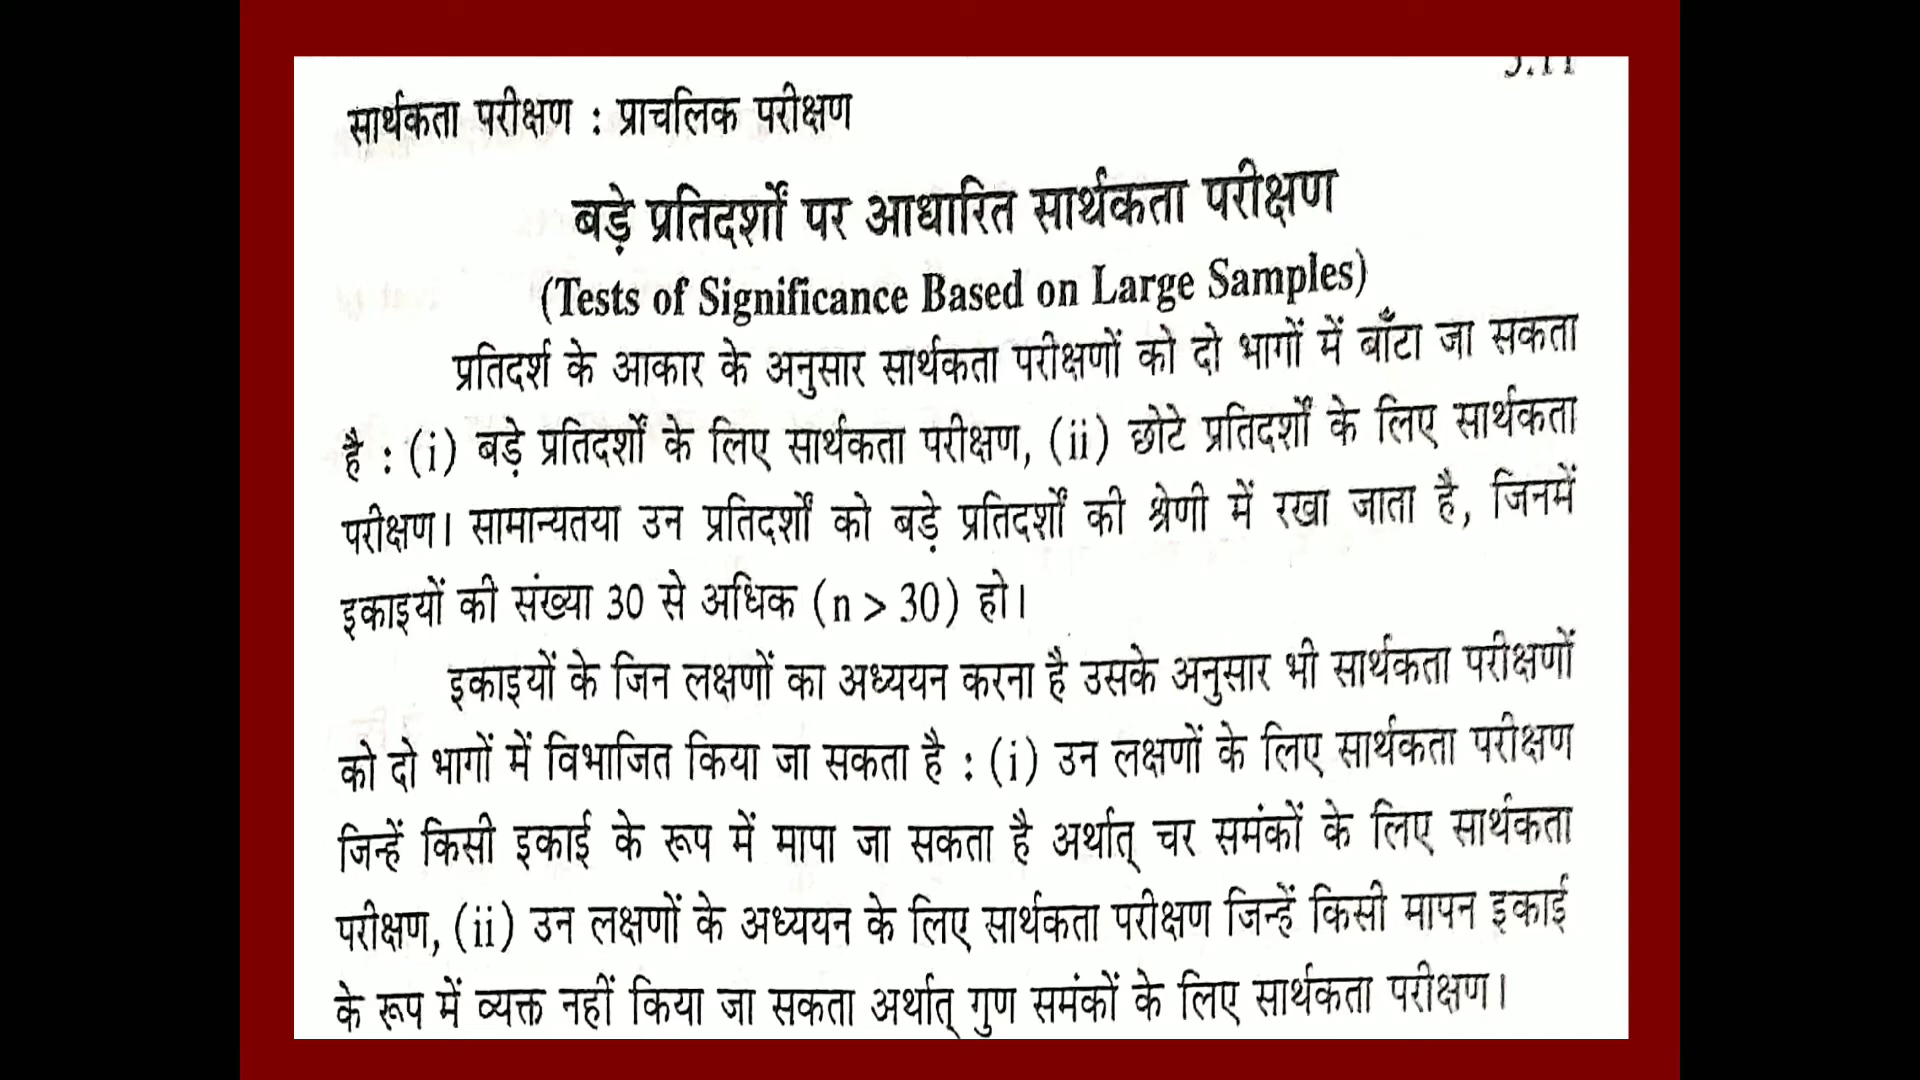 सार्थकता परीक्षण : प्राचलिक परीक्षण
बड़े प्रतिदर्शों पर आधारित सार्थकता परीक्षण
(Tests of Significance Based on Large Samples)
प्रतिदर्श के आकार के अनुसार सार्थकता परीक्षणों को दो भागों में बाँटा जा सकता
है : (i) बड़े प्रतिदर्शों के लिए सार्थकता परीक्षण, (ii) छोटे प्रतिदर्शों के लिए सार्थकता
परीक्षण। सामान्यतया उन प्रतिदर्शों को बड़े प्रतिदर्शों की श्रेणी में रखा जाता है, जिनमें
इकाइयों की संख्या 30 से अधिक (n > 30) हो।
इकाइयों के जिन लक्षणों का अध्ययन करना है उसके अनुसार भी सार्थकता परीक्षणों
को दो भागों में विभाजित किया जा सकता है : (i) उन लक्षणों के लिए सार्थकता परीक्षण
जिन्हें किसी इकाई के रूप में मापा जा सकता है अर्थात् चर समंकों के लिए सार्थकता
परीक्षण, (ii) उन लक्षणों के अध्ययन के लिए सार्थकता परीक्षण जिन्हें किसी मापन इकाई
के रूप में व्यक्त नहीं किया जा सकता अर्थात् गुण समंकों के लिए सार्थकता परीक्षण।